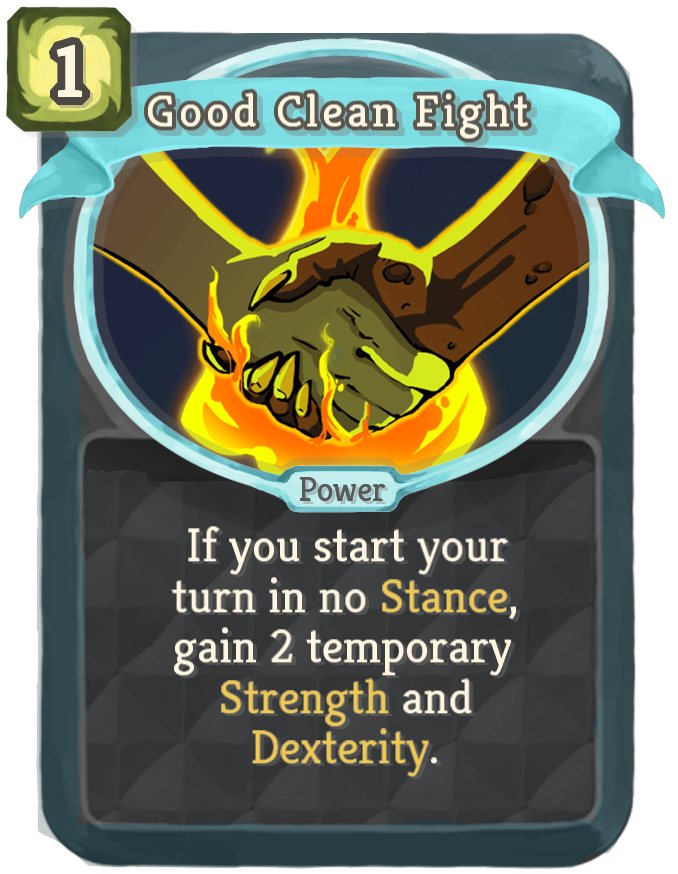 1
Good Clean Fight
Power
If you start your
turn in no Stance,
gain 2 temporary
Strength and
Dexterity.